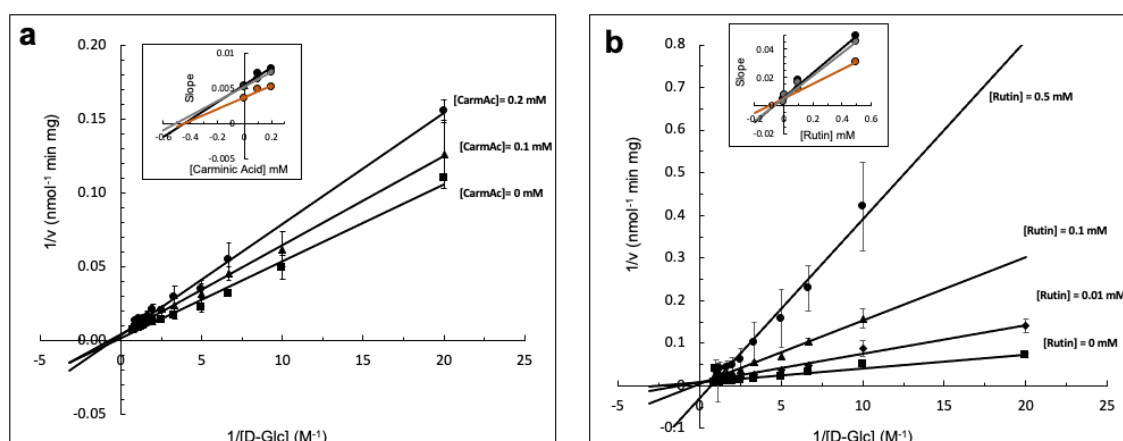 a
0.20
0.15
0.10
0.05
0.00
-0.05
-5
0
5
10
15
20
25
1/v (nmol⁻¹ min mg)
1/[D-Glc] (M⁻¹)
[CarmAc]= 0.2 mM
[CarmAc]= 0.1 mM
[CarmAc]= 0 mM
0.01
0.005
0
-0.005
-0.6
-0.4
-0.2
0
0.2
0.4
Slope
[Carminic Acid] mM
b
0.8
0.7
0.6
0.5
0.4
0.3
0.2
0.1
0
-0.1
-5
0
5
10
15
20
25
1/v (nmol⁻¹ min mg)
1/[D-Glc] (M⁻¹)
[Rutin] = 0.5 mM
[Rutin] = 0.1 mM
[Rutin] = 0.01 mM
[Rutin] = 0 mM
0.04
0.02
0
-0.02
-0.2
0
0.2
0.4
0.6
Slope
[Rutin] mM